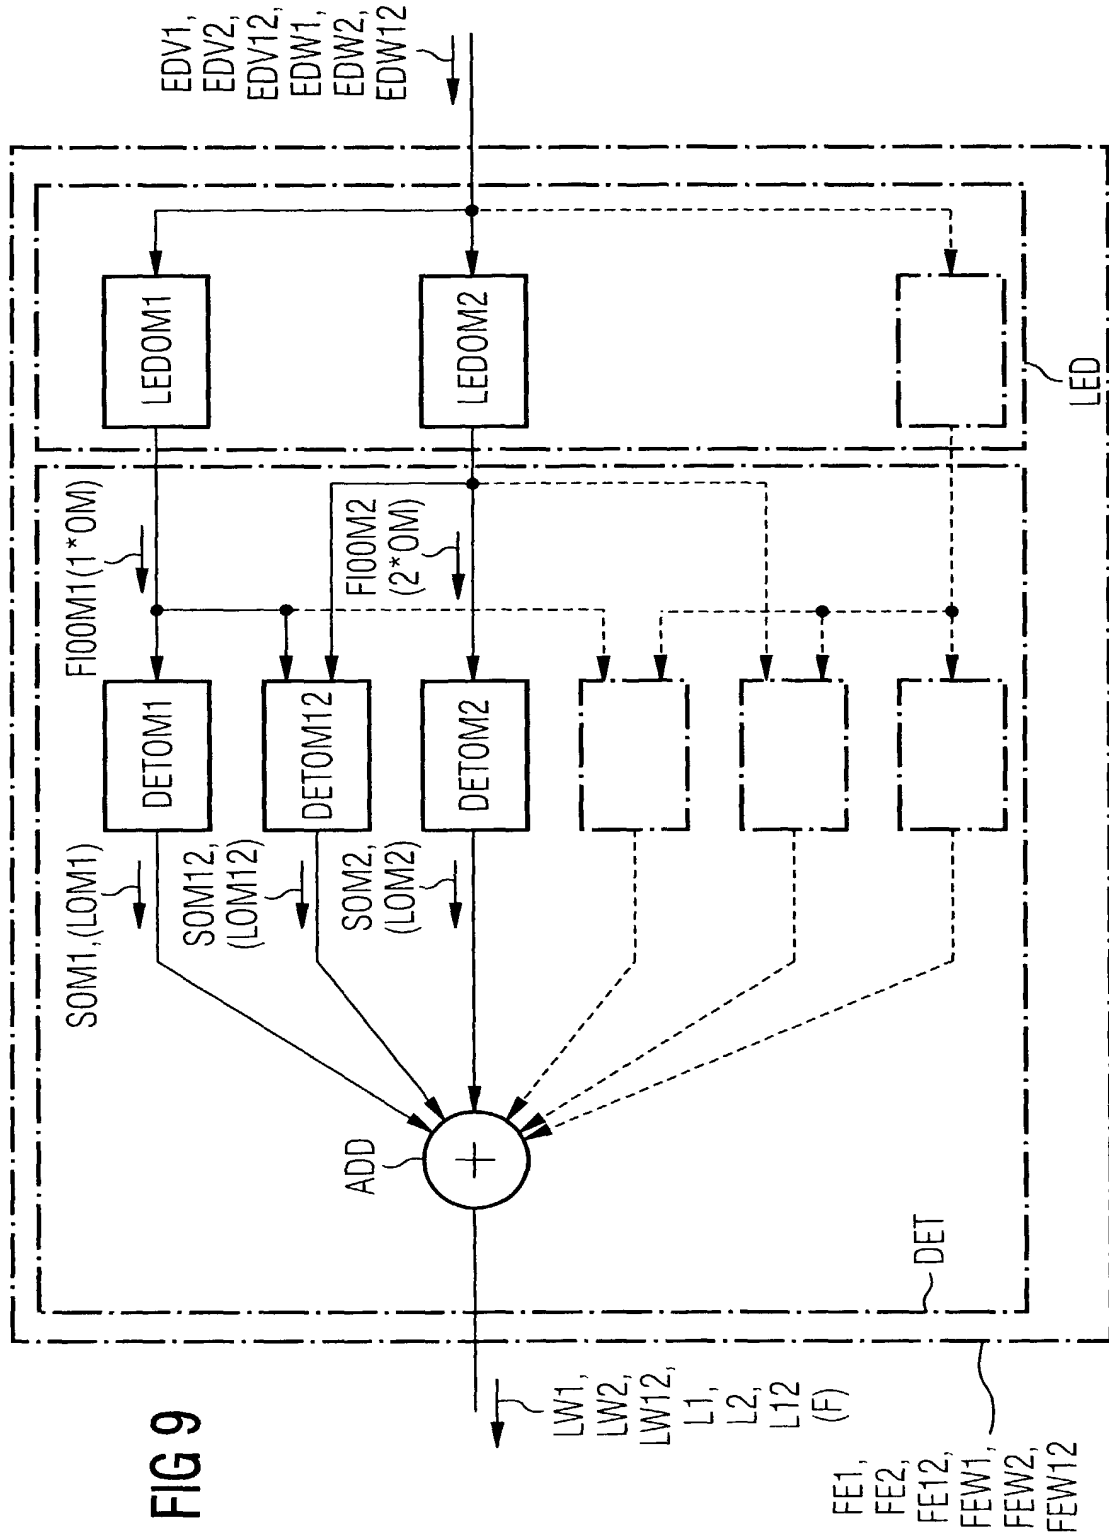 FIG 9
EDV1,
EDV2,
EDV12,
EDW1,
EDW2,
EDW12
LEDOM1
LEDOM2
LED
FIOOM1(1*OM)
FIOOM2
(2*OM)
DETOM1
DETOM12
DETOM2
SOM1,(LOM1)
SOM12,
(LOM12)
SOM2,
(LOM2)
ADD
+
DET
LW1,
LW2,
LW12,
L1,
L2,
L12
(F)
FE1,
FE2,
FE12,
FEW1,
FEW2,
FEW12